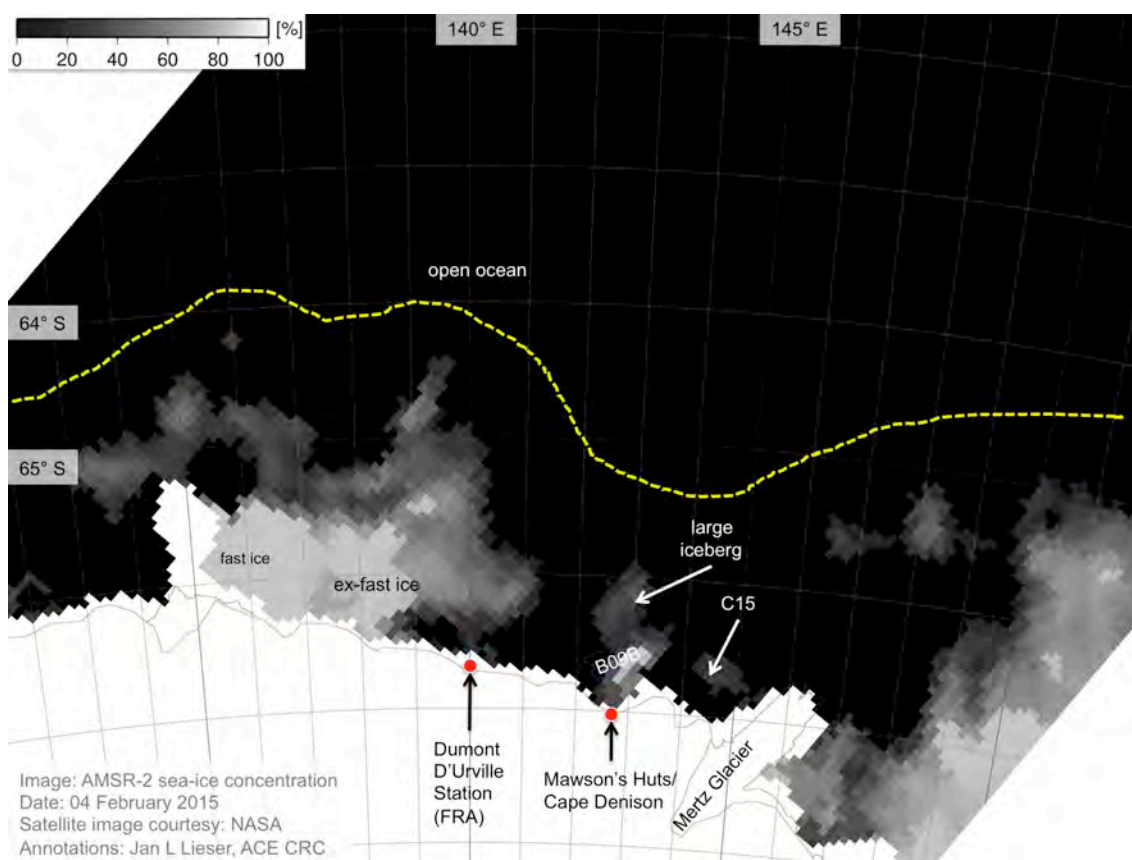 [%]
0 20 40 60 80 100
140° E
145° E
open ocean
64° S
65° S
large
iceberg
fast ice
ex-fast ice
C15
B09B
Dumont
D'Urville
Station
(FRA)
Mawson's Huts/
Cape Denison
Mertz Glacier
Image: AMSR-2 sea-ice concentration
Date: 04 February 2015
Satellite image courtesy: NASA
Annotations: Jan L Lieser, ACE CRC